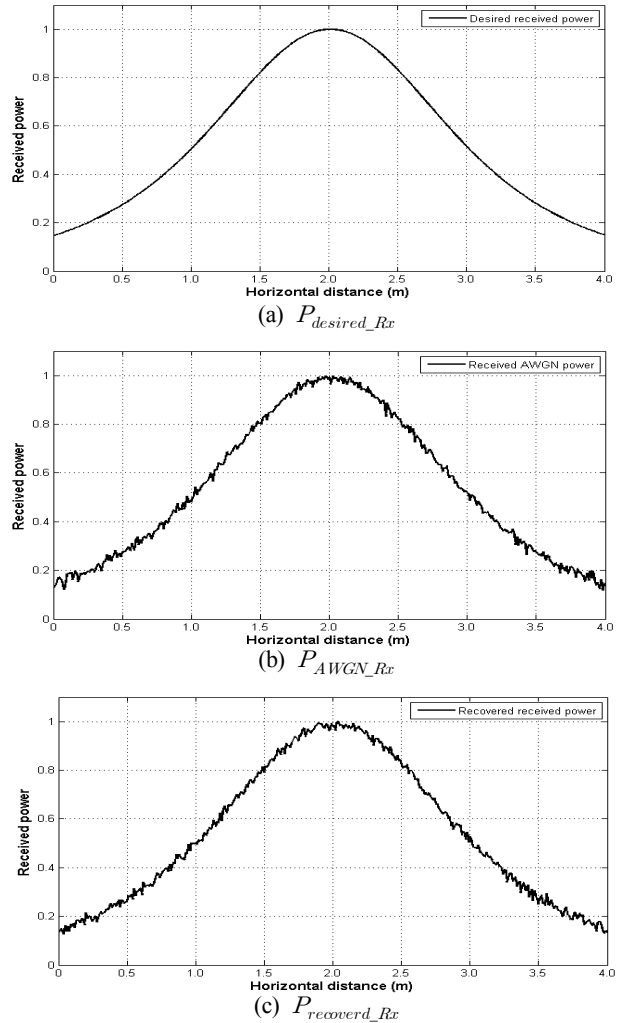 Desired received power
1
0.8
0.6
0.4
0.2
0
Received power
0 0.5 1.0 1.5 2.0 2.5 3.0 3.5 4.0
Horizontal distance (m)
(a) P_desired_Rx
Received AWGN power
1
0.8
0.6
0.4
0.2
0
Received power
0 0.5 1.0 1.5 2.0 2.5 3.0 3.5 4.0
Horizontal distance (m)
(b) P_AWGN_Rx
Recovered received power
1
0.8
0.6
0.4
0.2
0
Received power
0 0.5 1.0 1.5 2.0 2.5 3.0 3.5 4.0
Horizontal distance (m)
(c) P_recoverd_Rx